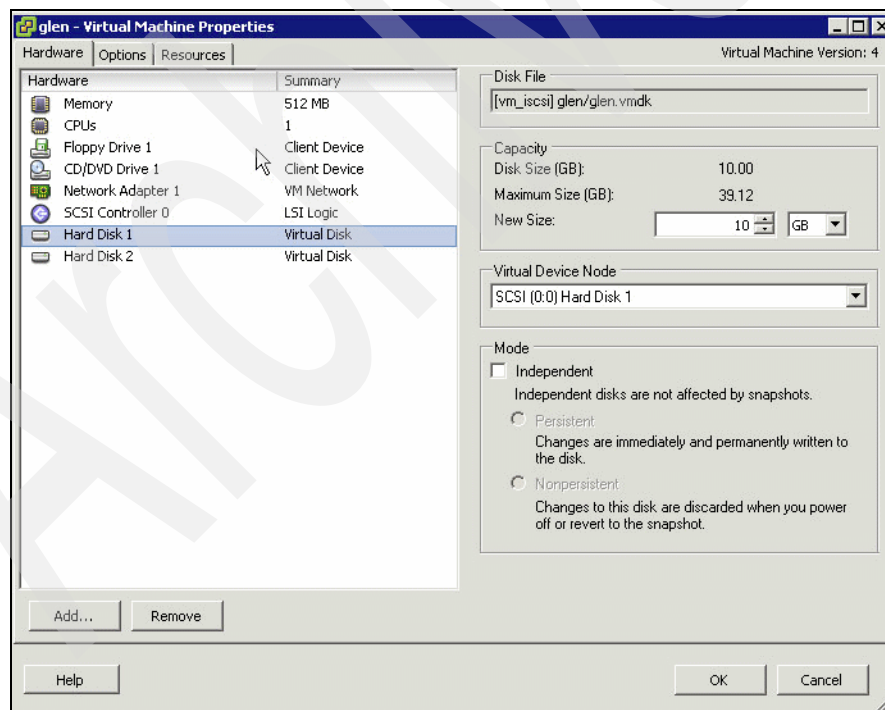 glen - Virtual Machine Properties
Hardware Options Resources Virtual Machine Version: 4
Hardware Summary
Memory 512 MB
CPUs 1
Floppy Drive 1 Client Device
CD/DVD Drive 1 Client Device
Network Adapter 1 VM Network
SCSI Controller 0 LSI Logic
Hard Disk 1 Virtual Disk
Hard Disk 2 Virtual Disk
Add... Remove
Disk File
[vm_iscsi] glen/glen.vmdk
Capacity
Disk Size (GB): 10.00
Maximum Size (GB): 39.12
New Size: 10 GB
Virtual Device Node
SCSI (0:0) Hard Disk 1
Mode
Independent
Independent disks are not affected by snapshots.
Persistent
Changes are immediately and permanently written to
the disk.
Nonpersistent
Changes to this disk are discarded when you power
off or revert to the snapshot.
Help OK Cancel